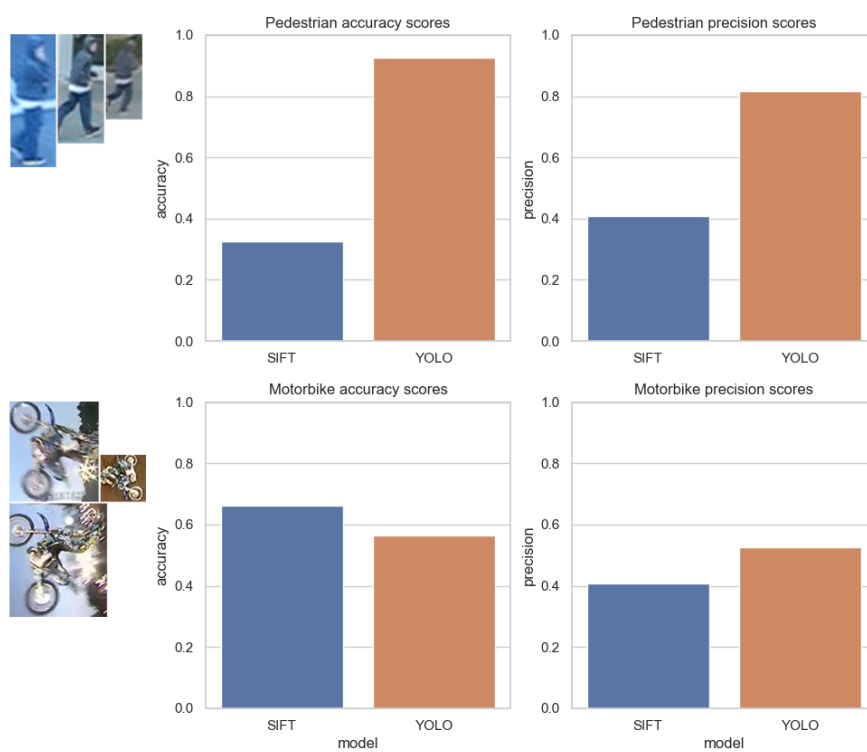 Pedestrian accuracy scores
1.0
0.8
0.6
0.4
0.2
0.0
accuracy
SIFT YOLO
Pedestrian precision scores
1.0
0.8
0.6
0.4
0.2
0.0
precision
SIFT YOLO
Motorbike accuracy scores
1.0
0.8
0.6
0.4
0.2
0.0
accuracy
SIFT YOLO
model
Motorbike precision scores
1.0
0.8
0.6
0.4
0.2
0.0
precision
SIFT YOLO
model